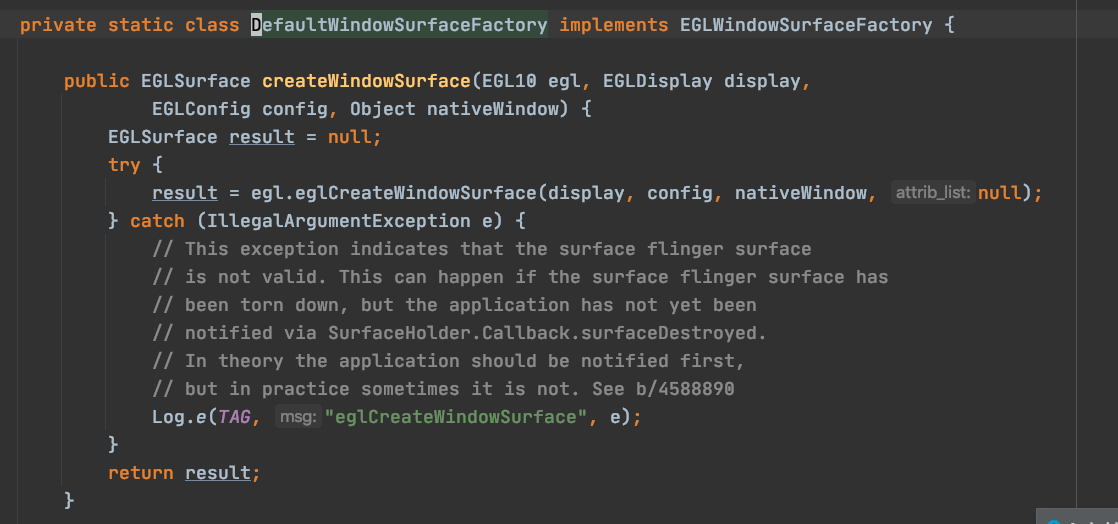 private static class DefaultWindowSurfaceFactory implements EGLWindowSurfaceFactory {
public EGLSurface createWindowSurface(EGL10 egl, EGLDisplay display,
EGLConfig config, Object nativeWindow) {
EGLSurface result = null;
try {
result = egl.eglCreateWindowSurface(display, config, nativeWindow, attrib_list: null);
} catch (IllegalArgumentException e) {
// This exception indicates that the surface flinger surface
// is not valid. This can happen if the surface flinger surface has
// been torn down, but the application has not yet been
// notified via SurfaceHolder.Callback.surfaceDestroyed.
// In theory the application should be notified first,
// but in practice sometimes it is not. See b/4588890
Log.e(TAG, msg: "eglCreateWindowSurface", e);
}
return result;
}